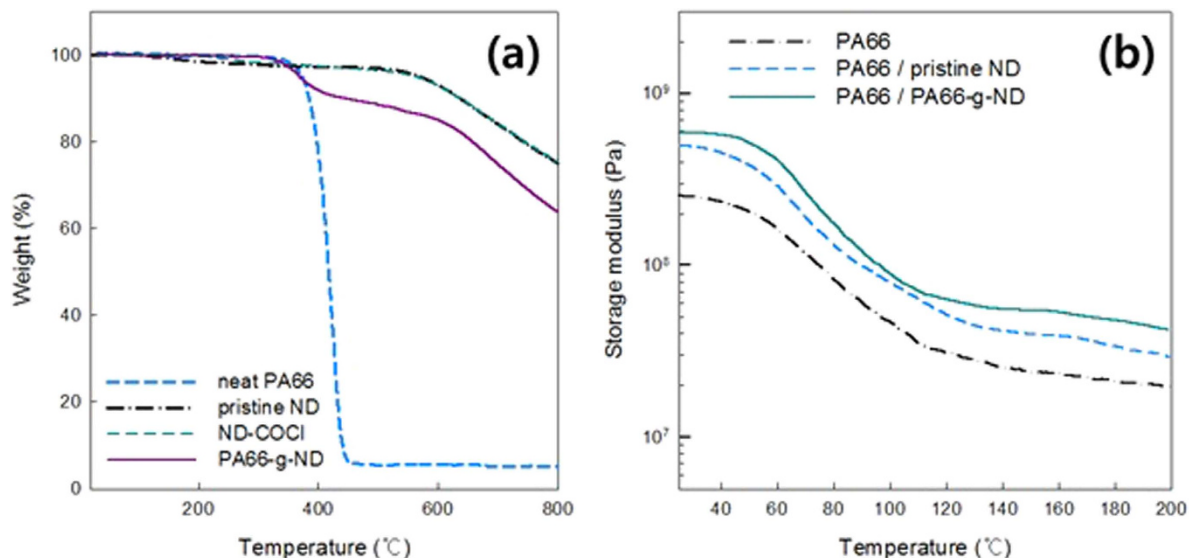 (a)
Weight (%)
100
80
60
40
20
0
neat PA66
pristine ND
ND-COCl
PA66-g-ND
200
400
600
800
Temperature (℃)
(b)
PA66
PA66 / pristine ND
PA66 / PA66-g-ND
Storage modulus (Pa)
10⁹
10⁸
10⁷
40
60
80
100
120
140
160
180
200
Temperature (℃)